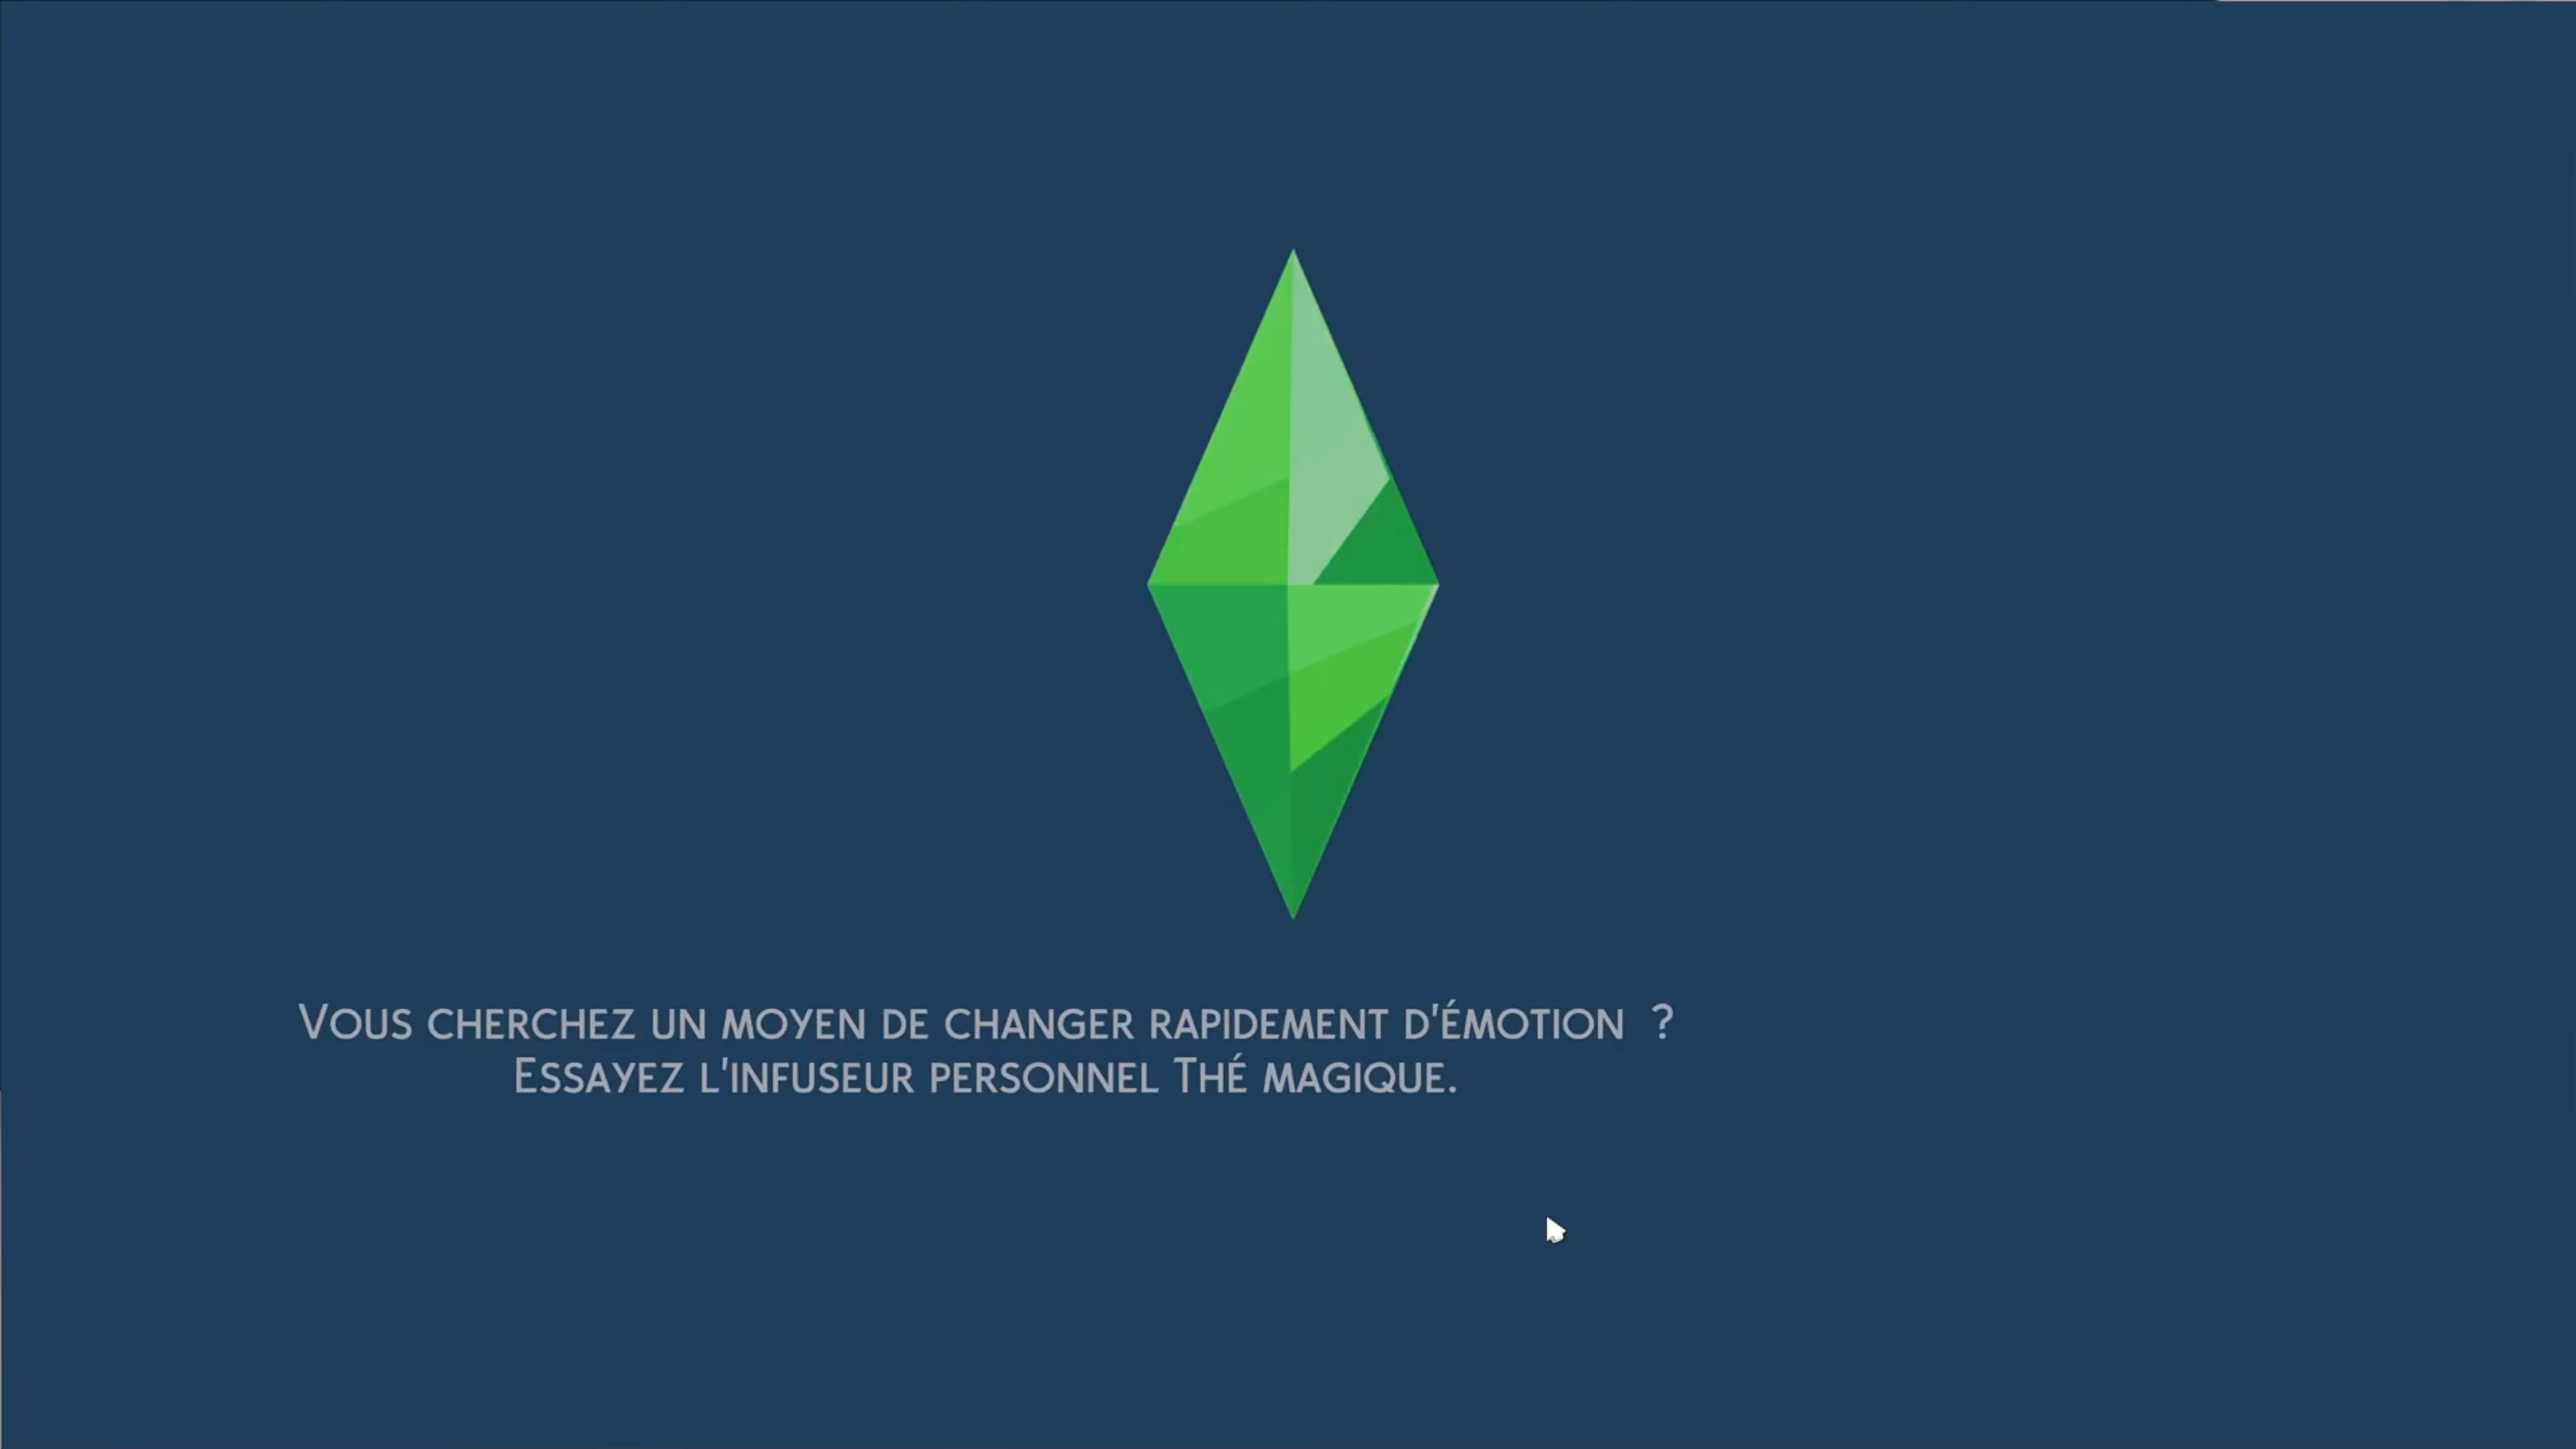 Vous cherchez un moyen de changer rapidement d'émotion  ?
Essayez l'infuseur personnel Thé magique.